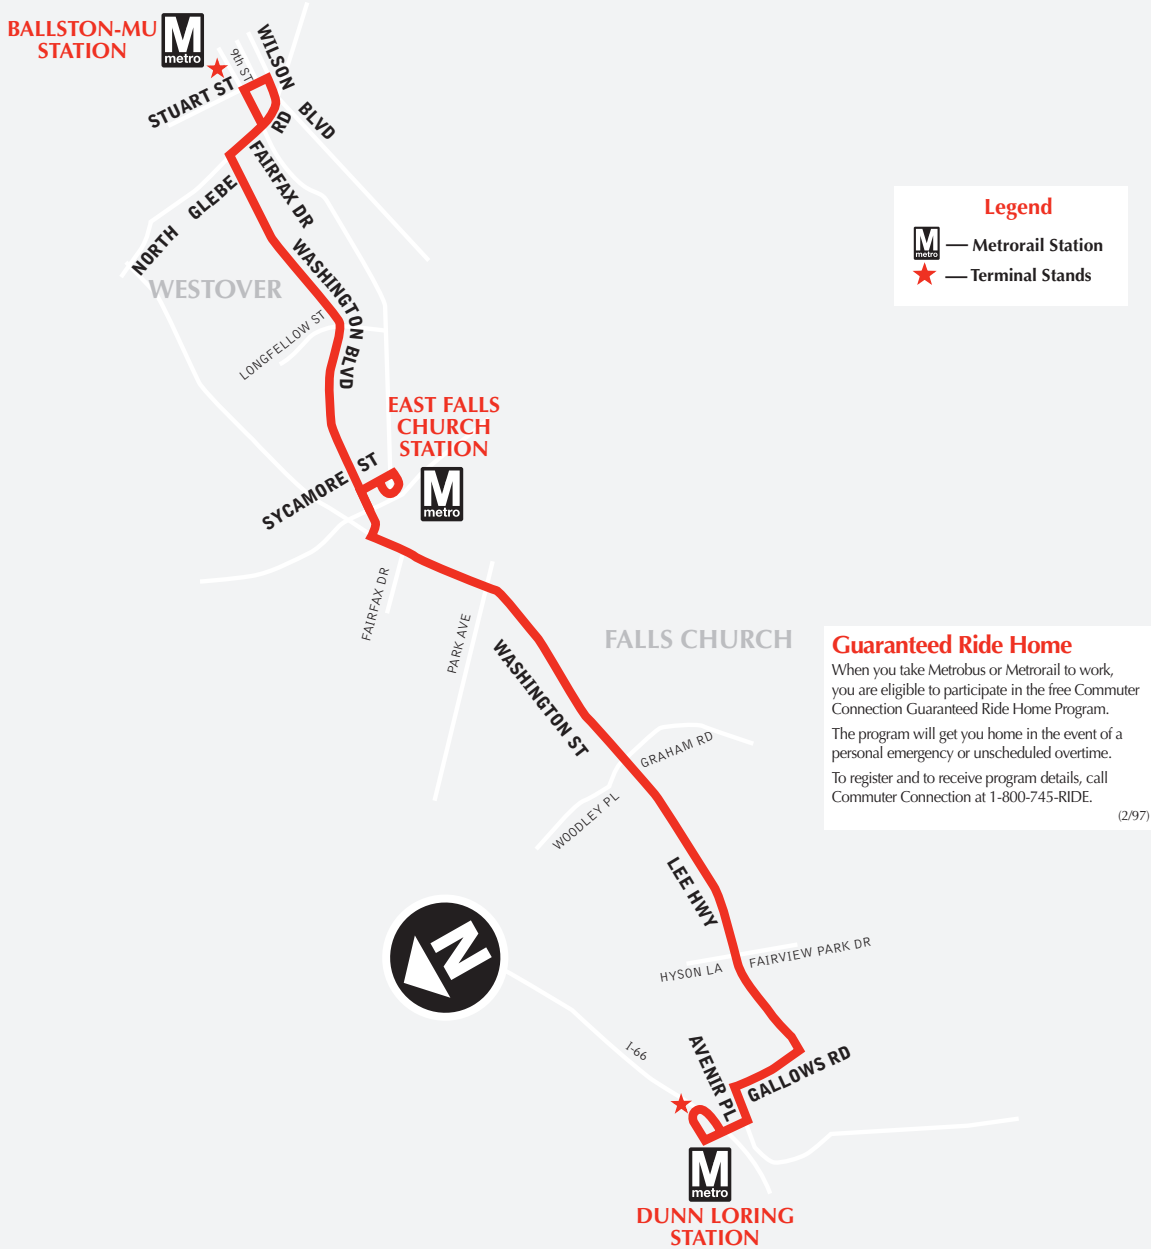 BALLSTON-MU
STATION
M
metro
9th ST
WILSON BLVD
STUART ST
RD
FAIRFAX DR
NORTH GLEBE
WASHINGTON BLVD
WESTOVER
LONGFELLOW ST
Legend
M
metro
— Metrorail Station
— Terminal Stands
EAST FALLS
CHURCH
STATION
M
metro
SYCAMORE ST
FAIRFAX DR
PARK AVE
WASHINGTON ST
FALLS CHURCH
Guaranteed Ride Home
When you take Metrobus or Metrorail to work,
you are eligible to participate in the free Commuter
Connection Guaranteed Ride Home Program.
The program will get you home in the event of a
personal emergency or unscheduled overtime.
To register and to receive program details, call
Commuter Connection at 1-800-745-RIDE.
(2/97)
GRAHAM RD
WOODLEY PL
LEE HWY
N
HYSON LA
FAIRVIEW PARK DR
I-66
AVENIR PL
GALLOWS RD
M
metro
DUNN LORING
STATION